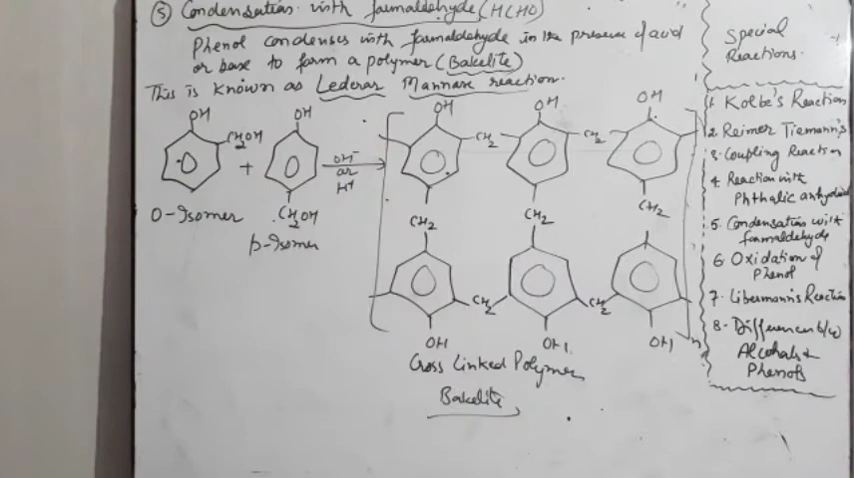 ⑤ Condensation with formaldehyde (HCHO)
Phenol condenses with formaldehyde in the presence of acid
or base to form a polymer (Bakelite)
This is known as Lederar Mannase reaction.
OH
CH2OH
+
OH
CH2OH
OH-
or
H+
O-Isomer
p-Isomer
OH
CH2
OH
CH2
OH
CH2
CH2
CH2
CH2
CH2
OH
OH
OH
n
Cross Linked Polymer
Bakelite
Special
Reactions.
1 Kolbe's Reaction
2. Reimer Tiemann's
3. Coupling Reaction
4. Reaction with
Phthalic anhydride
5. Condensation with
formaldehyde
6 Oxidation of
Phenol
7. Libermann's Reaction
8- Difference b/w
Alcohols &
Phenols